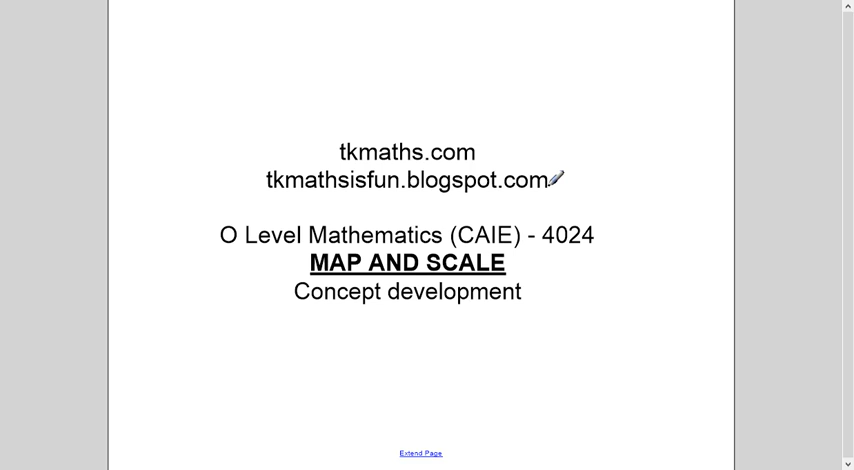 tkmaths.com
tkmathsisfun.blogspot.com
O Level Mathematics (CAIE) - 4024
MAP AND SCALE
Concept development
Extend Page